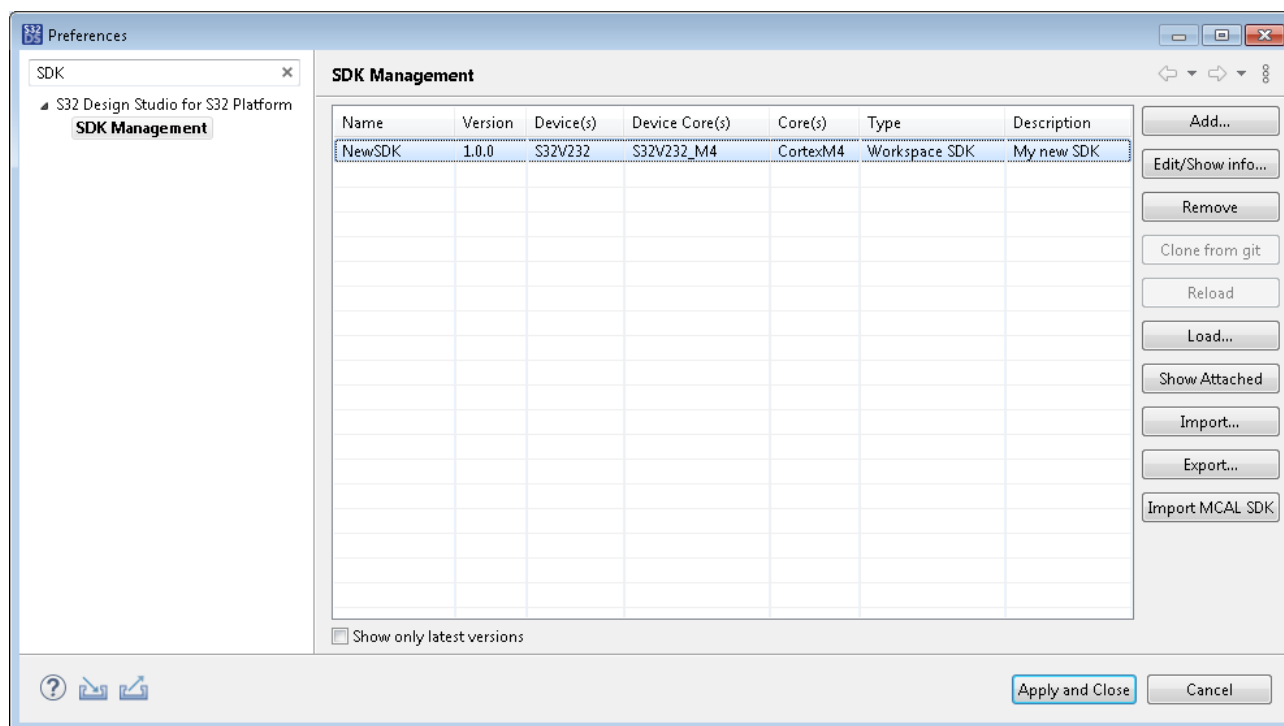 S32
DS
Preferences
SDK
S32 Design Studio for S32 Platform
SDK Management
SDK Management
Name Version Device(s) Device Core(s) Core(s) Type Description
NewSDK 1.0.0 S32V232 S32V232_M4 CortexM4 Workspace SDK My new SDK
Add...
Edit/Show info...
Remove
Clone from git
Reload
Load...
Show Attached
Import...
Export...
Import MCAL SDK
Show only latest versions
?
Apply and Close Cancel